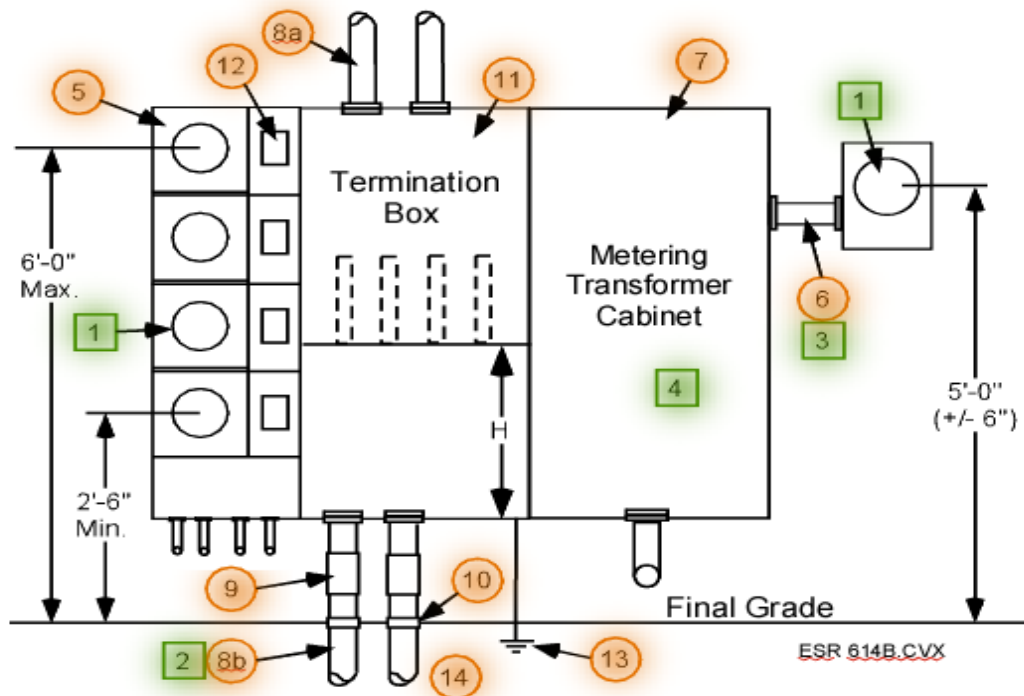 8a
12
5
11
7
1
Termination
Box
6'-0"
Max.
Metering
Transformer
Cabinet
6
3
1
4
5'-0"
(+/- 6")
H
2'-6"
Min.
9
10
Final Grade
2
8b
14
13
ESR 614B.CVX